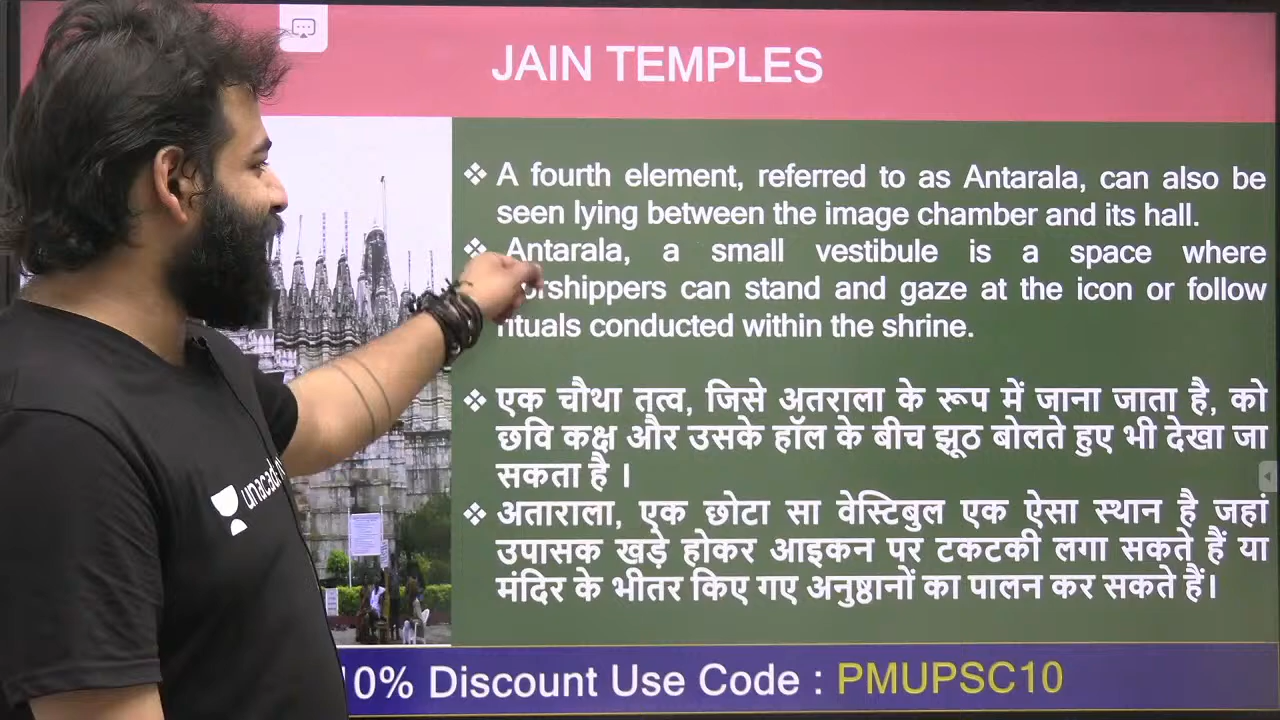 JAIN TEMPLES
❖ A fourth element, referred to as Antarala, can also be
seen lying between the image chamber and its hall.
❖ Antarala, a small vestibule is a space where
rshippers can stand and gaze at the icon or follow
rituals conducted within the shrine.
❖ एक चौथा तत्व, जिसे अतराला के रूप में जाना जाता है, को
छवि कक्ष और उसके हॉल के बीच झूठ बोलते हुए भी देखा जा
सकता है ।
❖ अताराला, एक छोटा सा वेस्टिबुल एक ऐसा स्थान है जहां
उपासक खड़े होकर आइकन पर टकटकी लगा सकते हैं या
मंदिर के भीतर किए गए अनुष्ठानों का पालन कर सकते हैं।
unacad
0% Discount Use Code : PMUPSC10